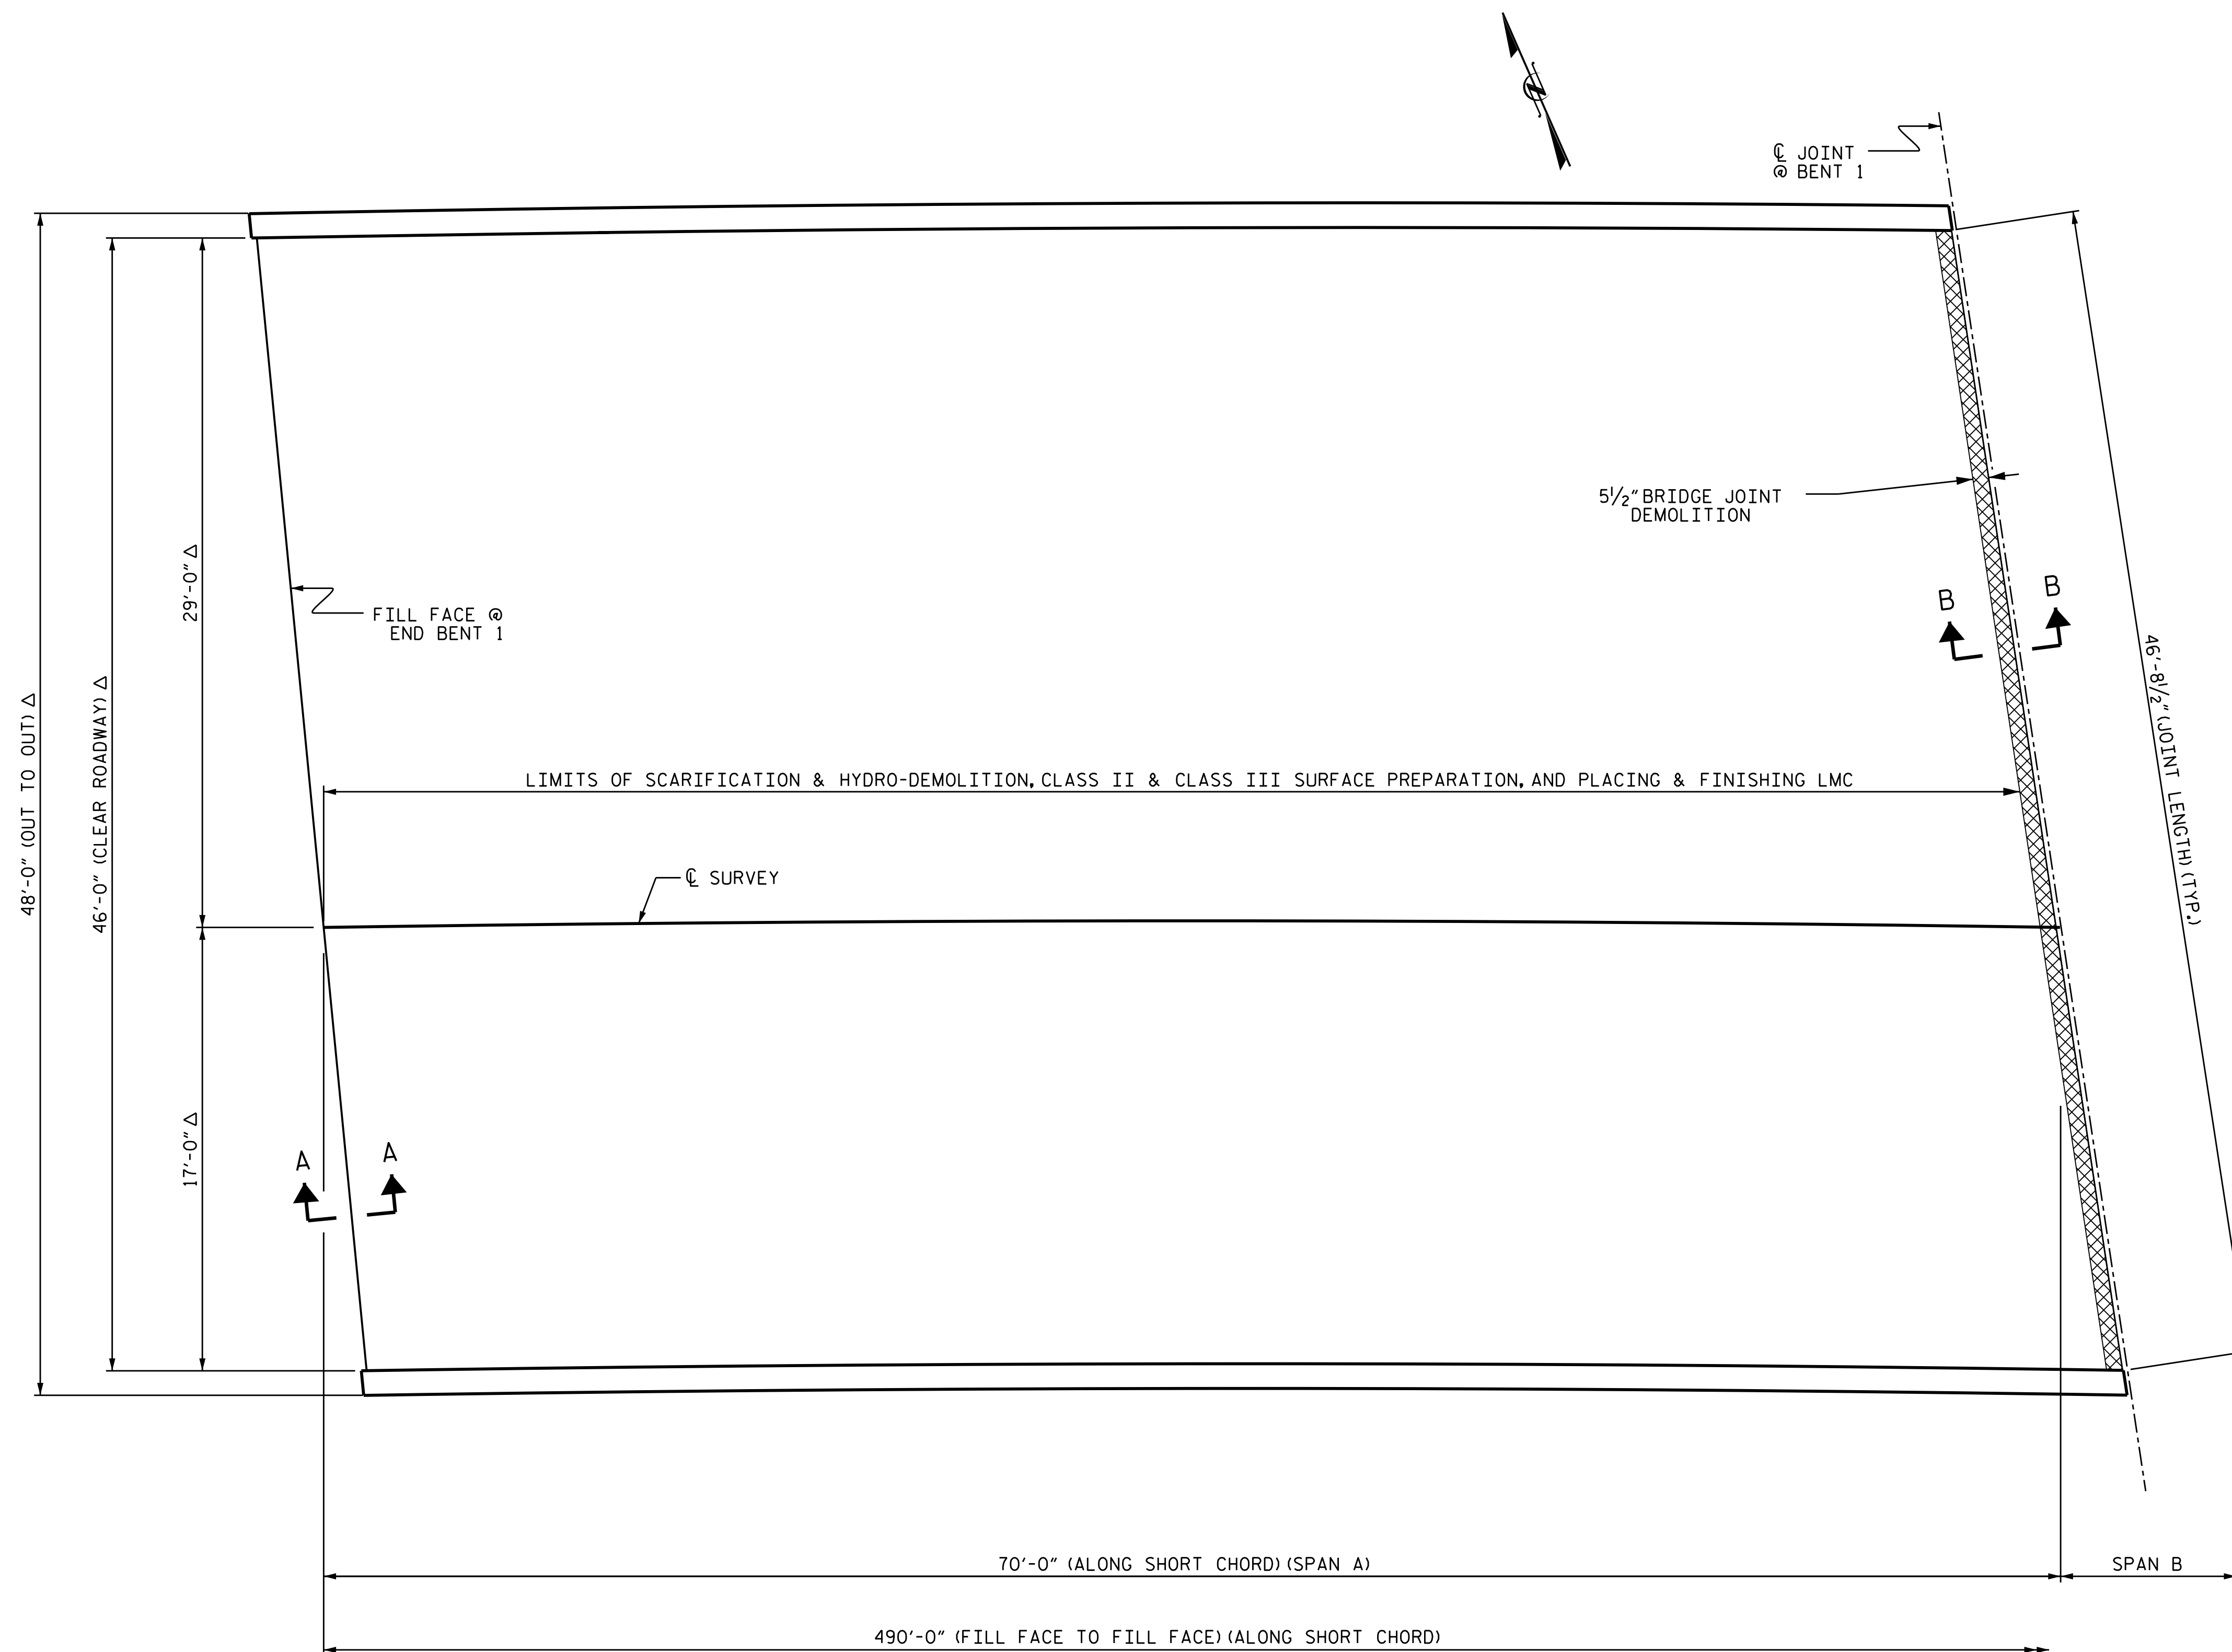 ℄ JOINT
@ BENT 1
5½" BRIDGE JOINT
DEMOLITION
B B
46'-8½" (JOINT LENGTH) (TYP.)
29'-0" Δ
FILL FACE @
END BENT 1
48'-0" (OUT TO OUT) Δ
46'-0" (CLEAR ROADWAY) Δ
LIMITS OF SCARIFICATION & HYDRO-DEMOLITION, CLASS II & CLASS III SURFACE PREPARATION, AND PLACING & FINISHING LMC
℄ SURVEY
17'-0" Δ
A A
70'-0" (ALONG SHORT CHORD) (SPAN A)
SPAN B
490'-0" (FILL FACE TO FILL FACE) (ALONG SHORT CHORD)